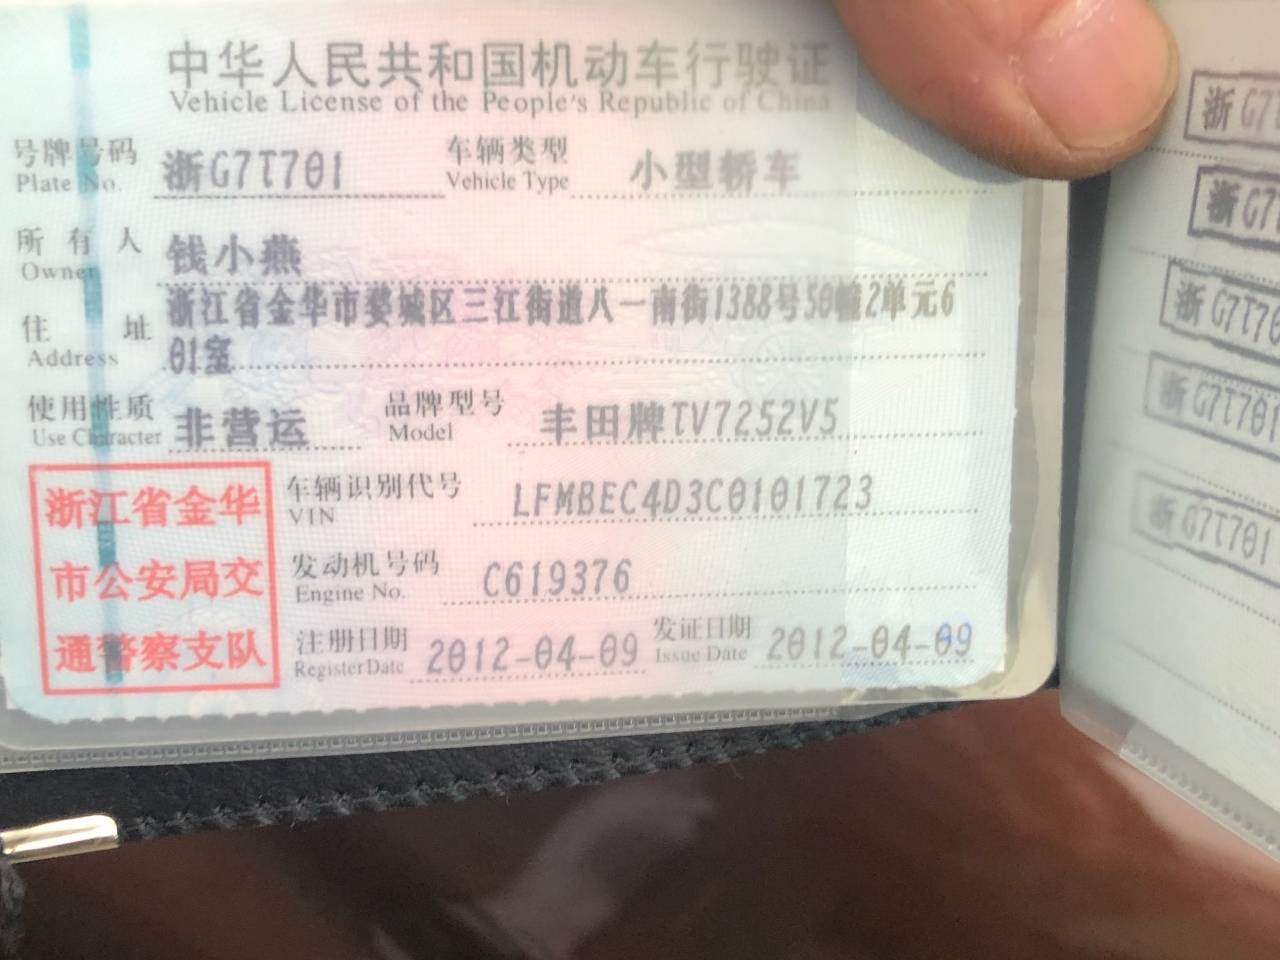 中华人民共和国机动车行驶证
Vehicle License of the People's Republic of China
号牌号码 浙G7T701 车辆类型 小型轿车
Plate No. Vehicle Type
所有人 钱小燕
Owner
住址 浙江省金华市婺城区三江街道八一南街1388号50幢2单元6
Address 01室
使用性质 非营运 品牌型号 丰田牌TV7252V5
Use Character Model
车辆识别代号 LFMBEC4D3C0101723
VIN
发动机号码 C619376
Engine No.
注册日期 2012-04-09 发证日期 2012-04-09
Register Date Issue Date
浙江省金华
市公安局交
通警察支队
浙G7T
浙G7
浙G7T70
浙G7T701
浙G7T701